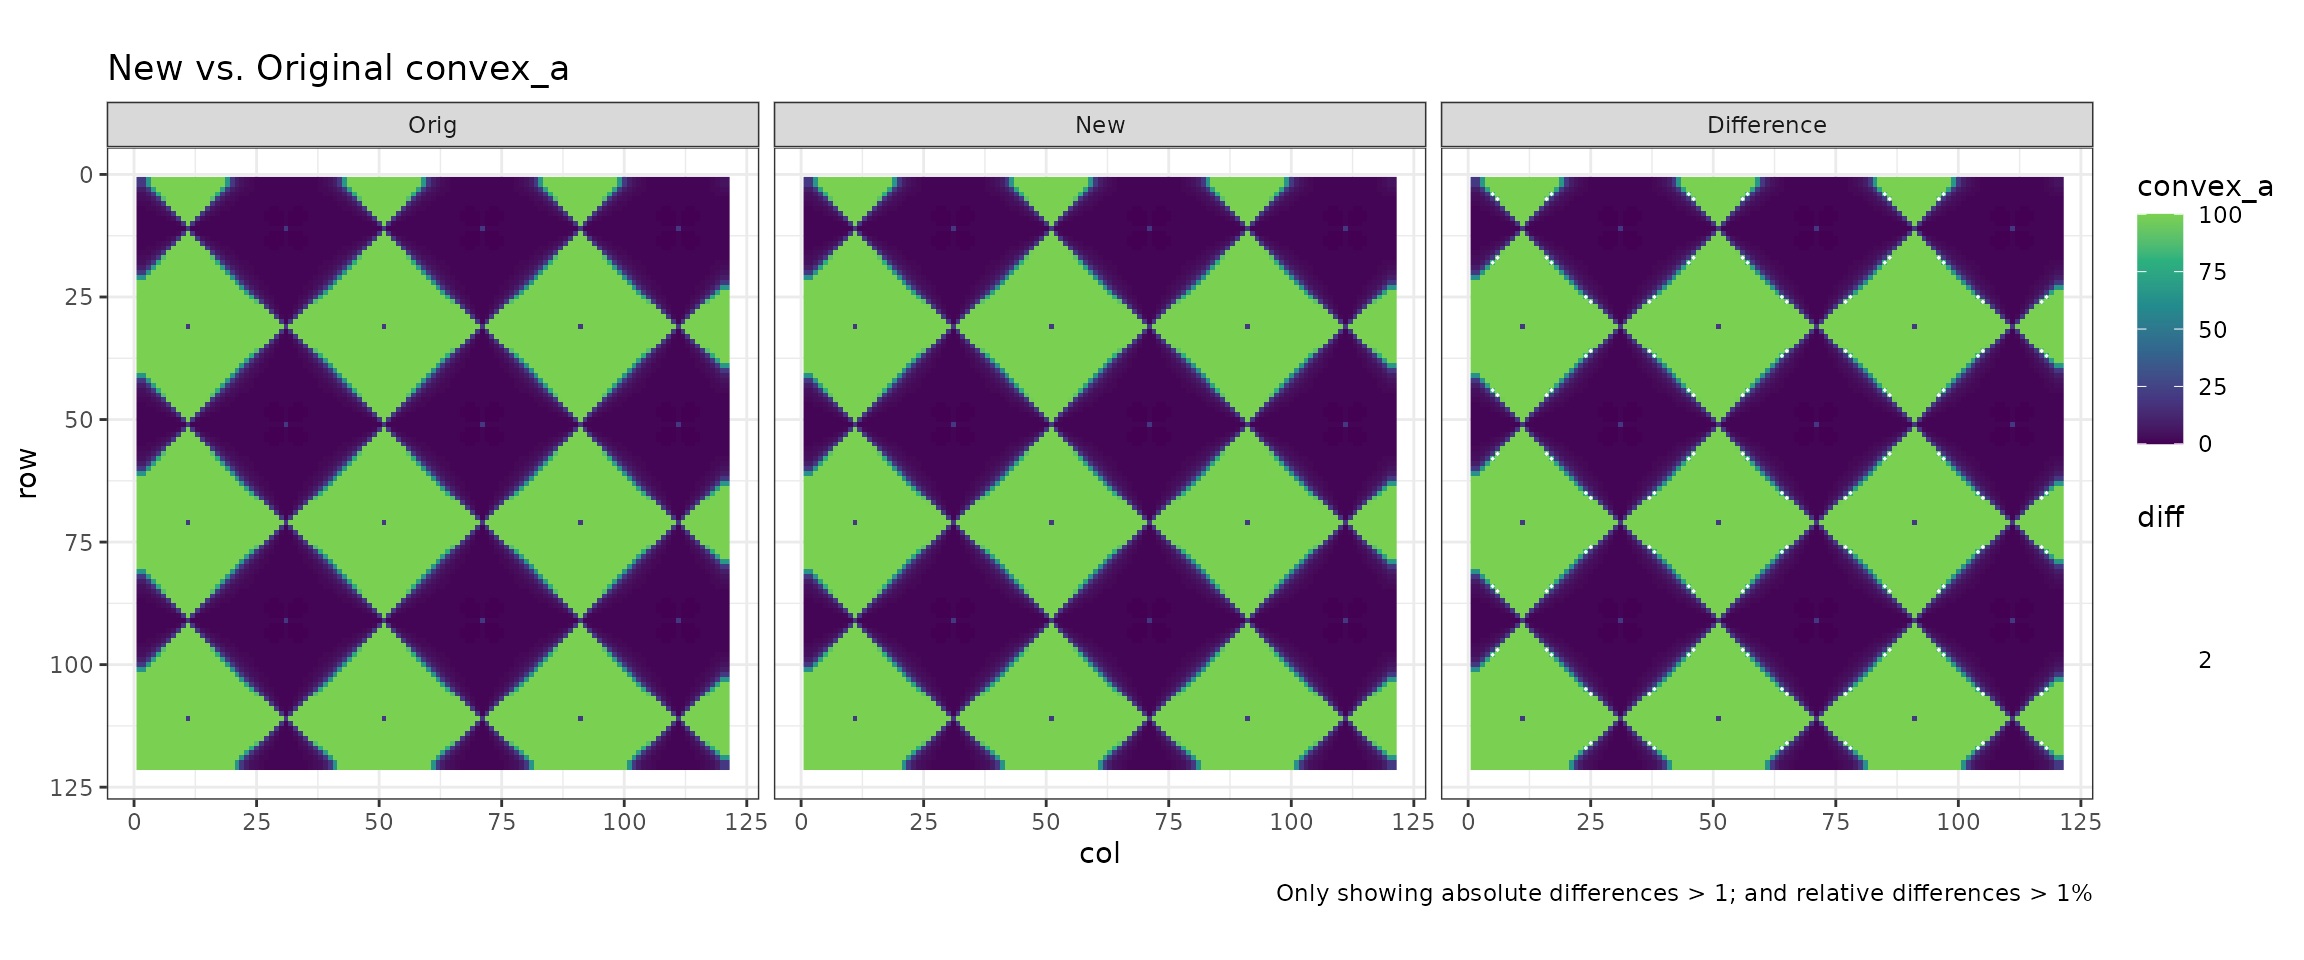 New vs. Original convex_a
Orig New Difference
convex_a
100
75
50
25
0
diff
2
row
0
25
50
75
100
125
0 25 50 75 100 125 0 25 50 75 100 125 0 25 50 75 100 125
col
Only showing absolute differences > 1; and relative differences > 1%